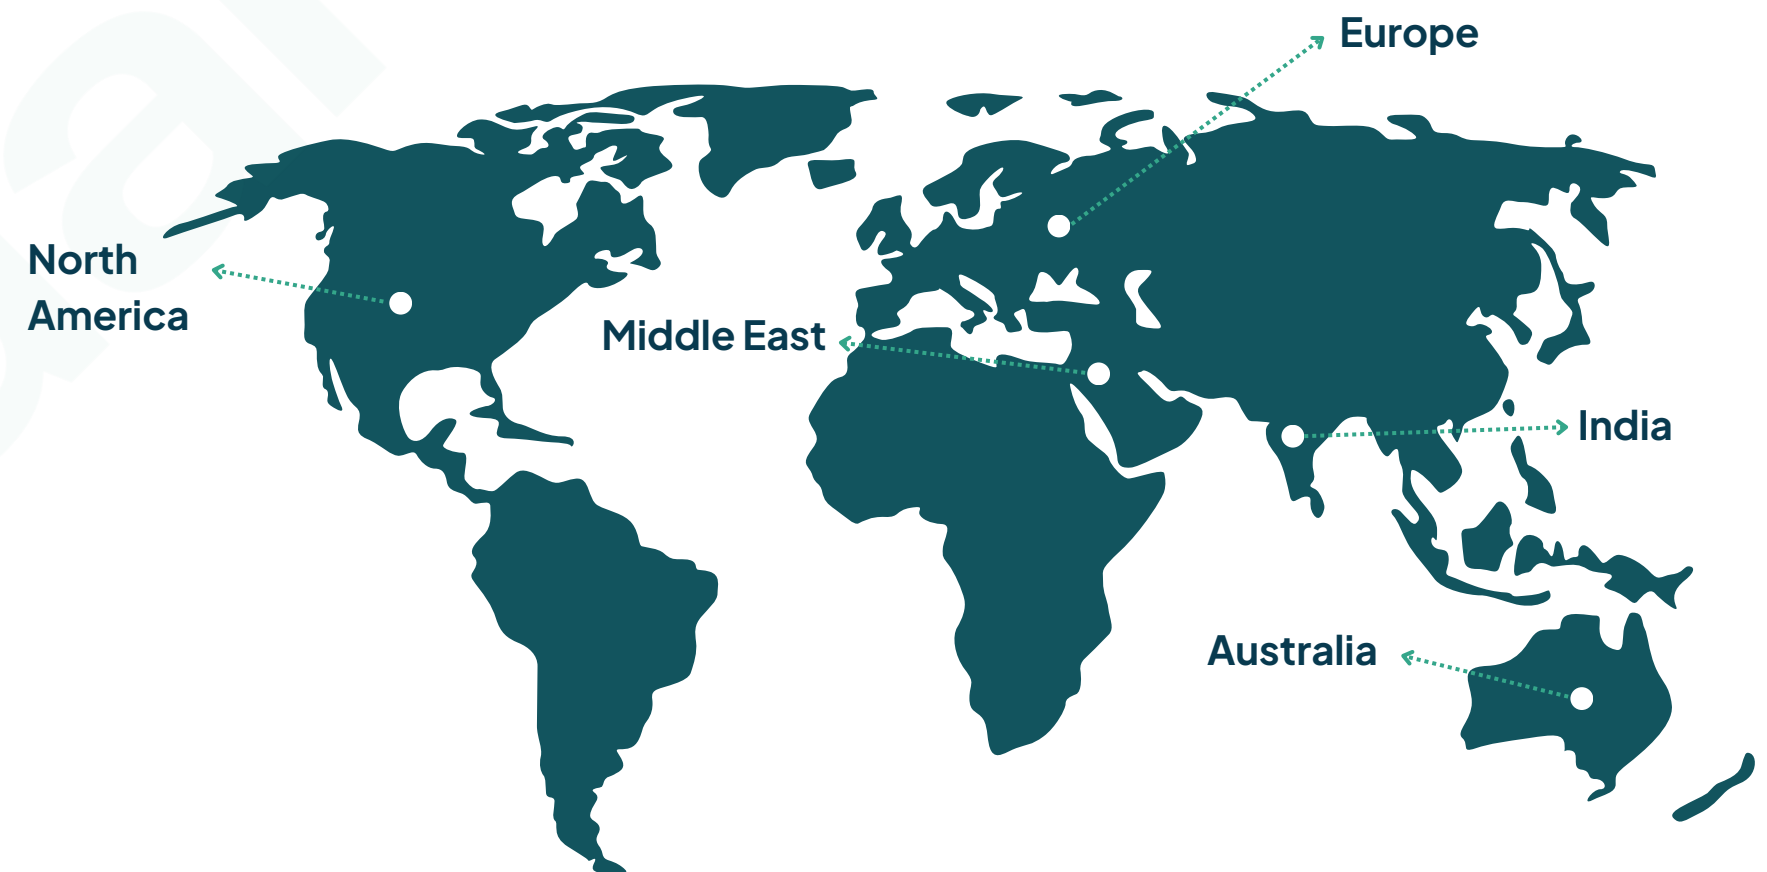 Europe
North
America
Middle East
India
Australia